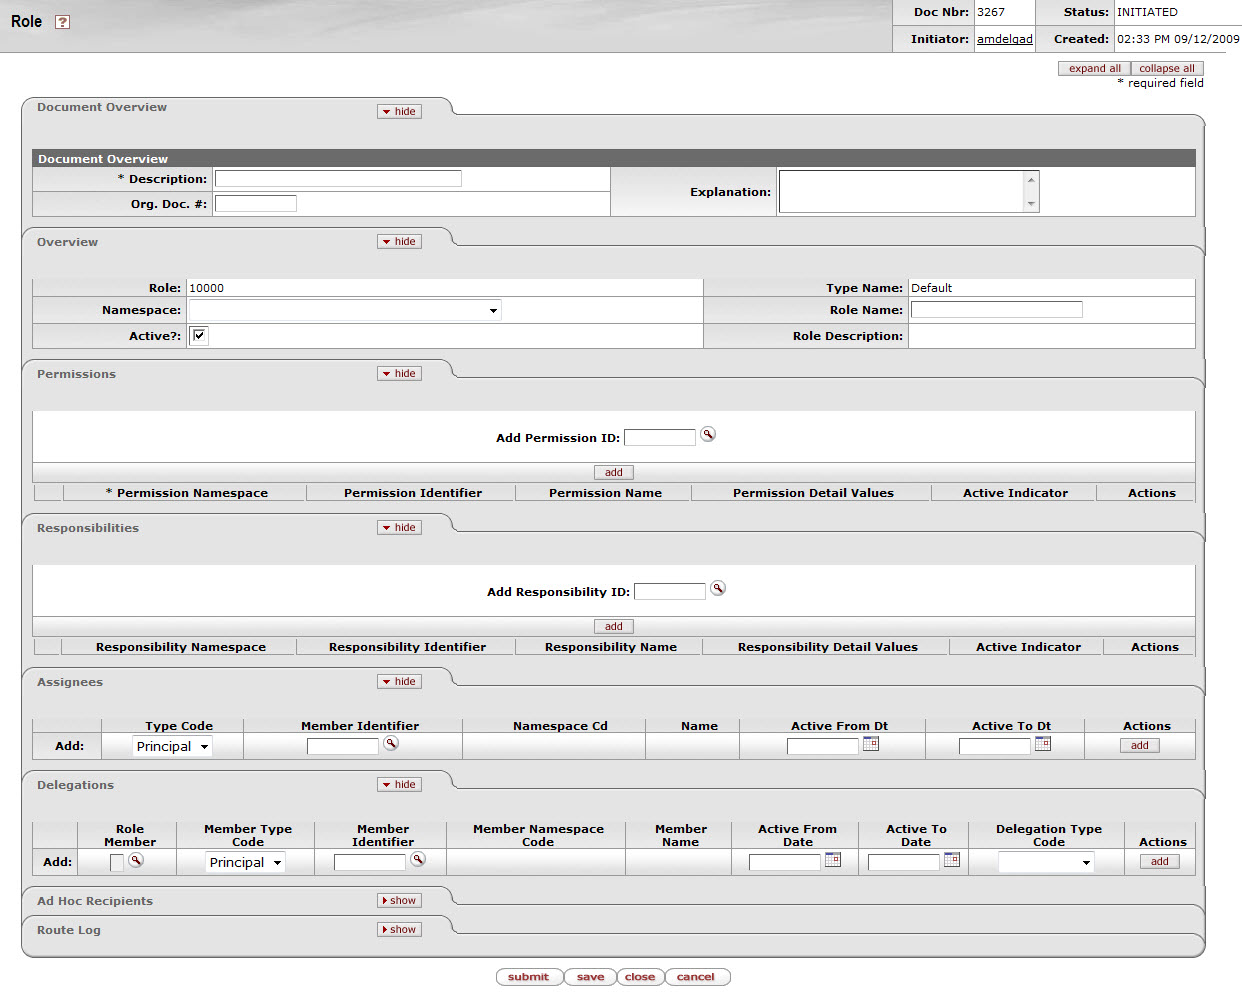 Role ? Doc Nbr: 3267 Status: INITIATED
Initiator: amdelgad Created: 02:33 PM 09/12/2009
expand all collapse all
* required field
Document Overview hide
Document Overview
* Description: Explanation:
Org. Doc. #:
Overview hide
Role: 10000 Type Name: Default
Namespace: Role Name:
Active?: Role Description:
Permissions hide
Add Permission ID:
add
* Permission Namespace Permission Identifier Permission Name Permission Detail Values Active Indicator Actions
Responsibilities hide
Add Responsibility ID:
add
Responsibility Namespace Responsibility Identifier Responsibility Name Responsibility Detail Values Active Indicator Actions
Assignees hide
Type Code Member Identifier Namespace Cd Name Active From Dt Active To Dt Actions
Add: Principal add
Delegations hide
Role Member Type Member Member Namespace Member Active From Active To Delegation Type
Member Code Identifier Code Name Date Date Code Actions
Add: Principal add
Ad Hoc Recipients show
Route Log show
submit save close cancel